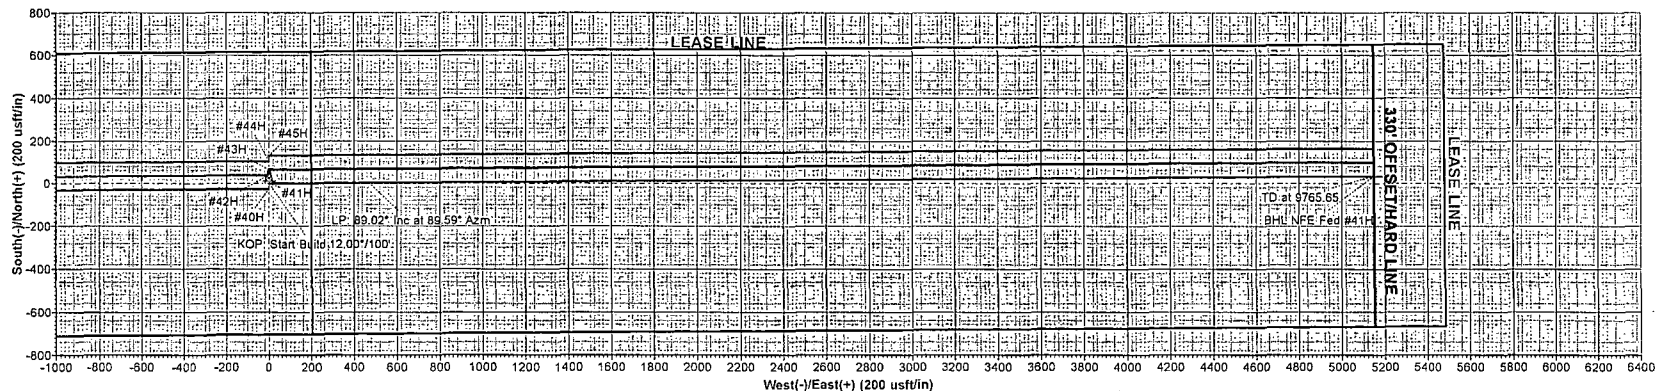 800
600
400
200
0
-200
-400
-600
-800
South(-)/North(+) (200 usft/in)
LEASE LINE
#44H
#45H
#43H
#42H
#41H
#40H
LP: 89.02° Inc at 89.59° Azm
KOP: Start Build 12.00°/100'
TD at 9765.65
BHL NFE Fed #41H
330' OFFSET/HARD LINE
LEASE LINE
-1000 -800 -600 -400 -200 0 200 400 600 800 1000 1200 1400 1600 1800 2000 2200 2400 2600 2800 3000 3200 3400 3600 3800 4000 4200 4400 4600 4800 5000 5200 5400 5600 5800 6000 6200 6400
West(-)/East(+) (200 usft/in)